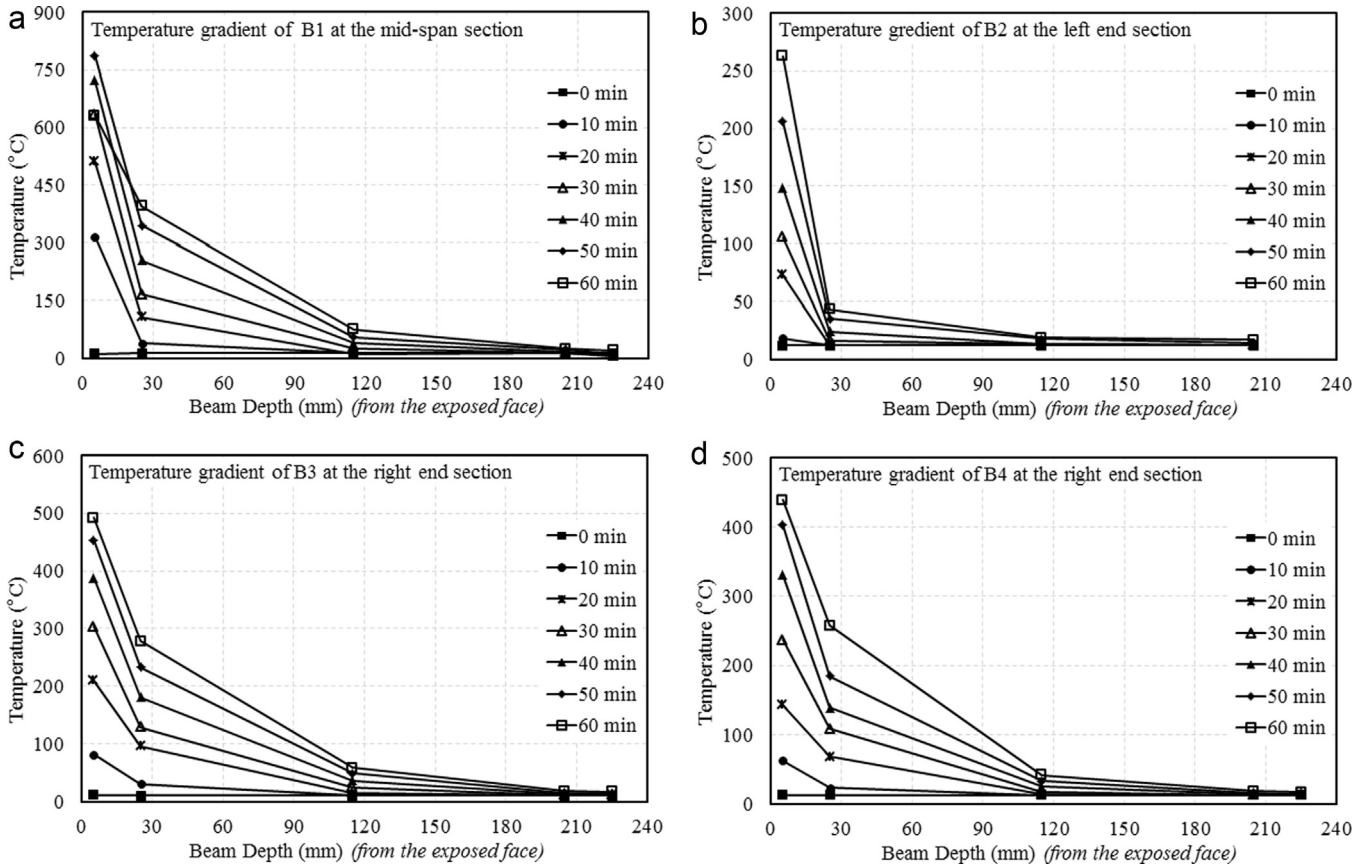 a
Temperature gradient of B1 at the mid-span section
900
750
600
450
300
150
0
Temperature (°C)
0 min
10 min
20 min
30 min
40 min
50 min
60 min
0 30 60 90 120 150 180 210 240
Beam Depth (mm) (from the exposed face)
b
Temperature gredient of B2 at the left end section
300
250
200
150
100
50
0
Temperature (°C)
0 min
10 min
20 min
30 min
40 min
50 min
60 min
0 30 60 90 120 150 180 210 240
Beam Depth (mm) (from the exposed face)
c
Temperature gradient of B3 at the right end section
600
500
400
300
200
100
0
Temperature (°C)
0 min
10 min
20 min
30 min
40 min
50 min
60 min
0 30 60 90 120 150 180 210 240
Beam Depth (mm) (from the exposed face)
d
Temperature gradient of B4 at the right end section
500
400
300
200
100
0
Temperature (°C)
0 min
10 min
20 min
30 min
40 min
50 min
60 min
0 30 60 90 120 150 180 210 240
Beam Depth (mm) (from the exposed face)